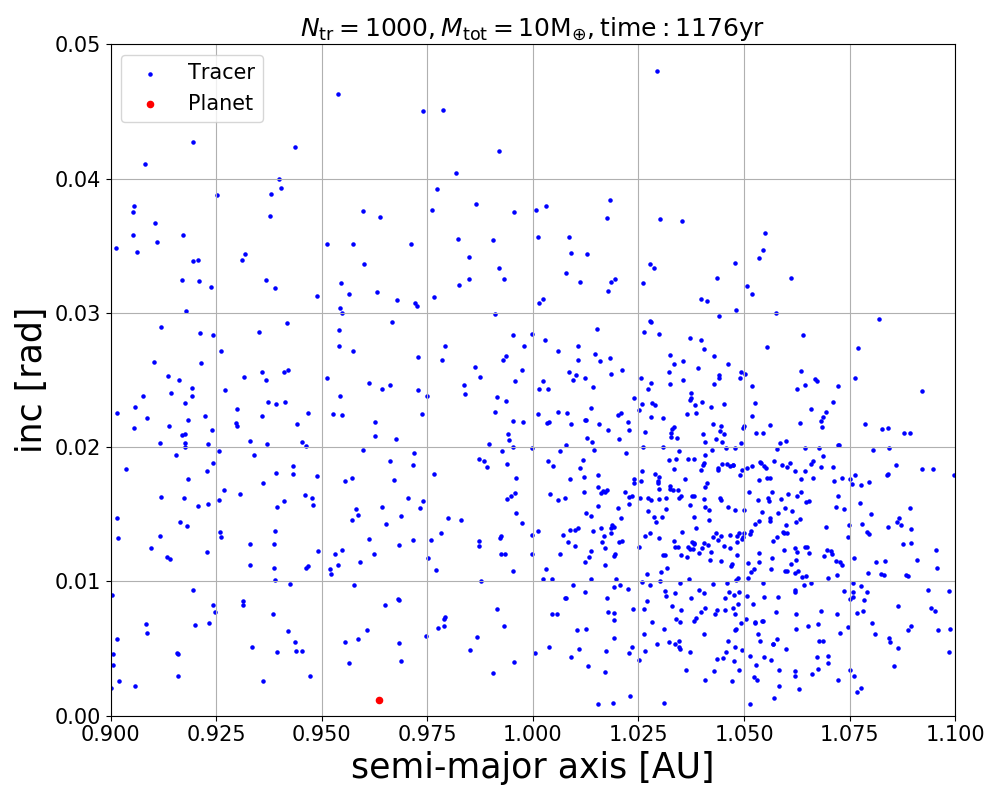 N_tr = 1000, M_tot = 10M_⊕, time : 1176yr
0.05
Tracer
Planet
0.04
0.03
inc [rad]
0.02
0.01
0.00
0.900 0.925 0.950 0.975 1.000 1.025 1.050 1.075 1.100
semi-major axis [AU]